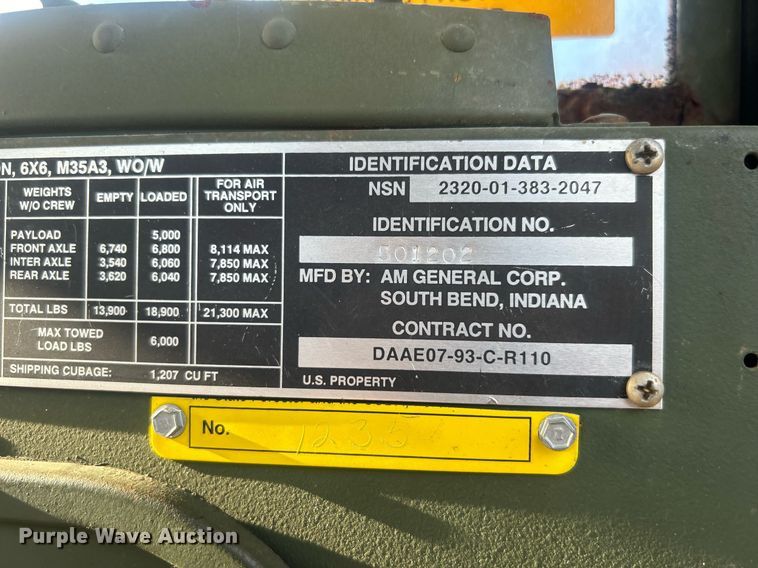 ON, 6X6, M35A3, WO/W
WEIGHTS W/O CREW EMPTY LOADED FOR AIR TRANSPORT ONLY
PAYLOAD 5,000
FRONT AXLE 6,740 6,800 8,114 MAX
INTER AXLE 3,540 6,060 7,850 MAX
REAR AXLE 3,620 6,040 7,850 MAX
TOTAL LBS 13,900 18,900 21,300 MAX
MAX TOWED LOAD LBS 6,000
SHIPPING CUBAGE: 1,207 CU FT
IDENTIFICATION DATA
NSN 2320-01-383-2047
IDENTIFICATION NO.
501202
MFD BY: AM GENERAL CORP.
SOUTH BEND, INDIANA
CONTRACT NO.
DAAE07-93-C-R110
U.S. PROPERTY
No. 1235
Purple Wave Auction